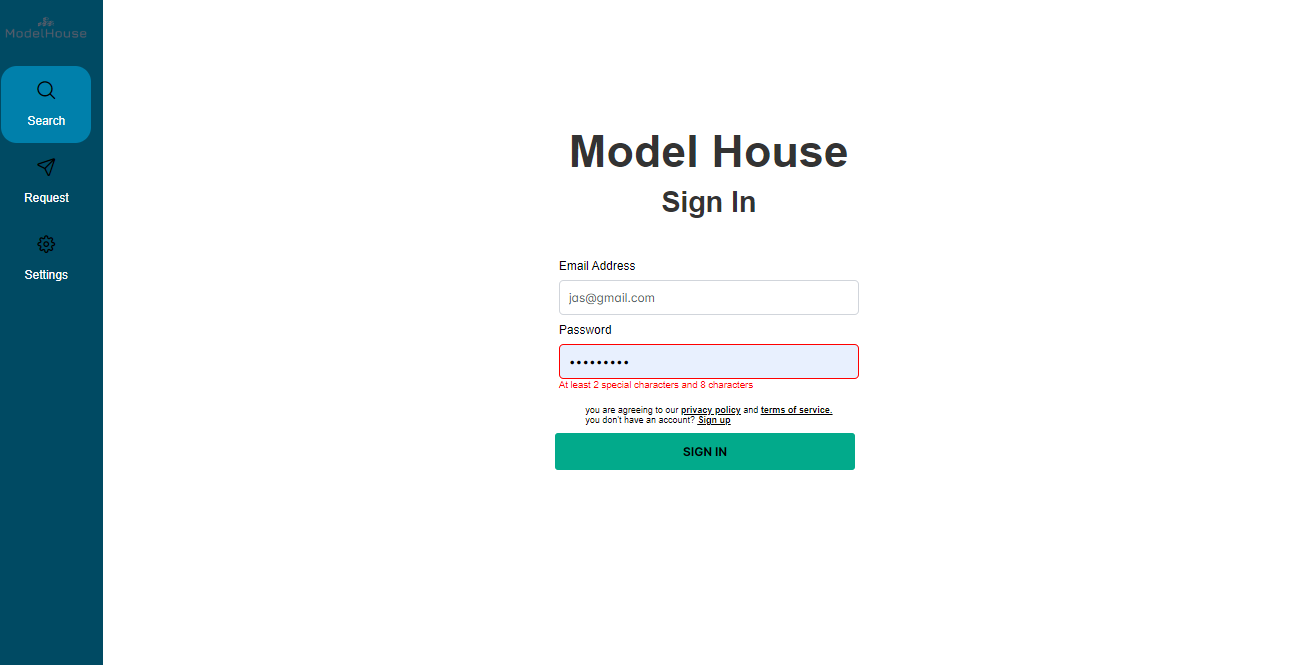 ModelHouse
Search
Request
Settings
Model House
Sign In
Email Address
jas@gmail.com
Password
•••••••••
At least 2 special characters and 8 characters
you are agreeing to our privacy policy and terms of service.
you don't have an account? Sign up
SIGN IN